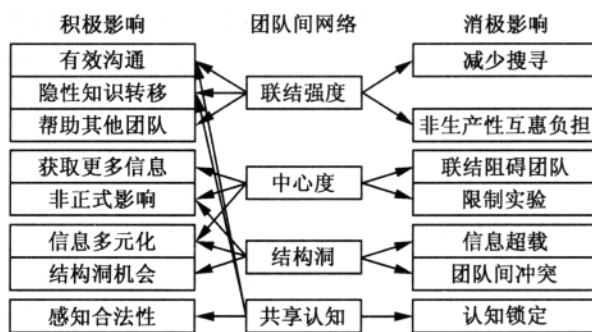 积极影响 团队间网络 消极影响
有效沟通 减少搜寻
隐性知识转移 联结强度
帮助其他团队 非生产性互惠负担
获取更多信息 联结阻碍团队
中心度
非正式影响 限制实验
信息多元化 信息超载
结构洞
结构洞机会 团队间冲突
感知合法性 共享认知 认知锁定